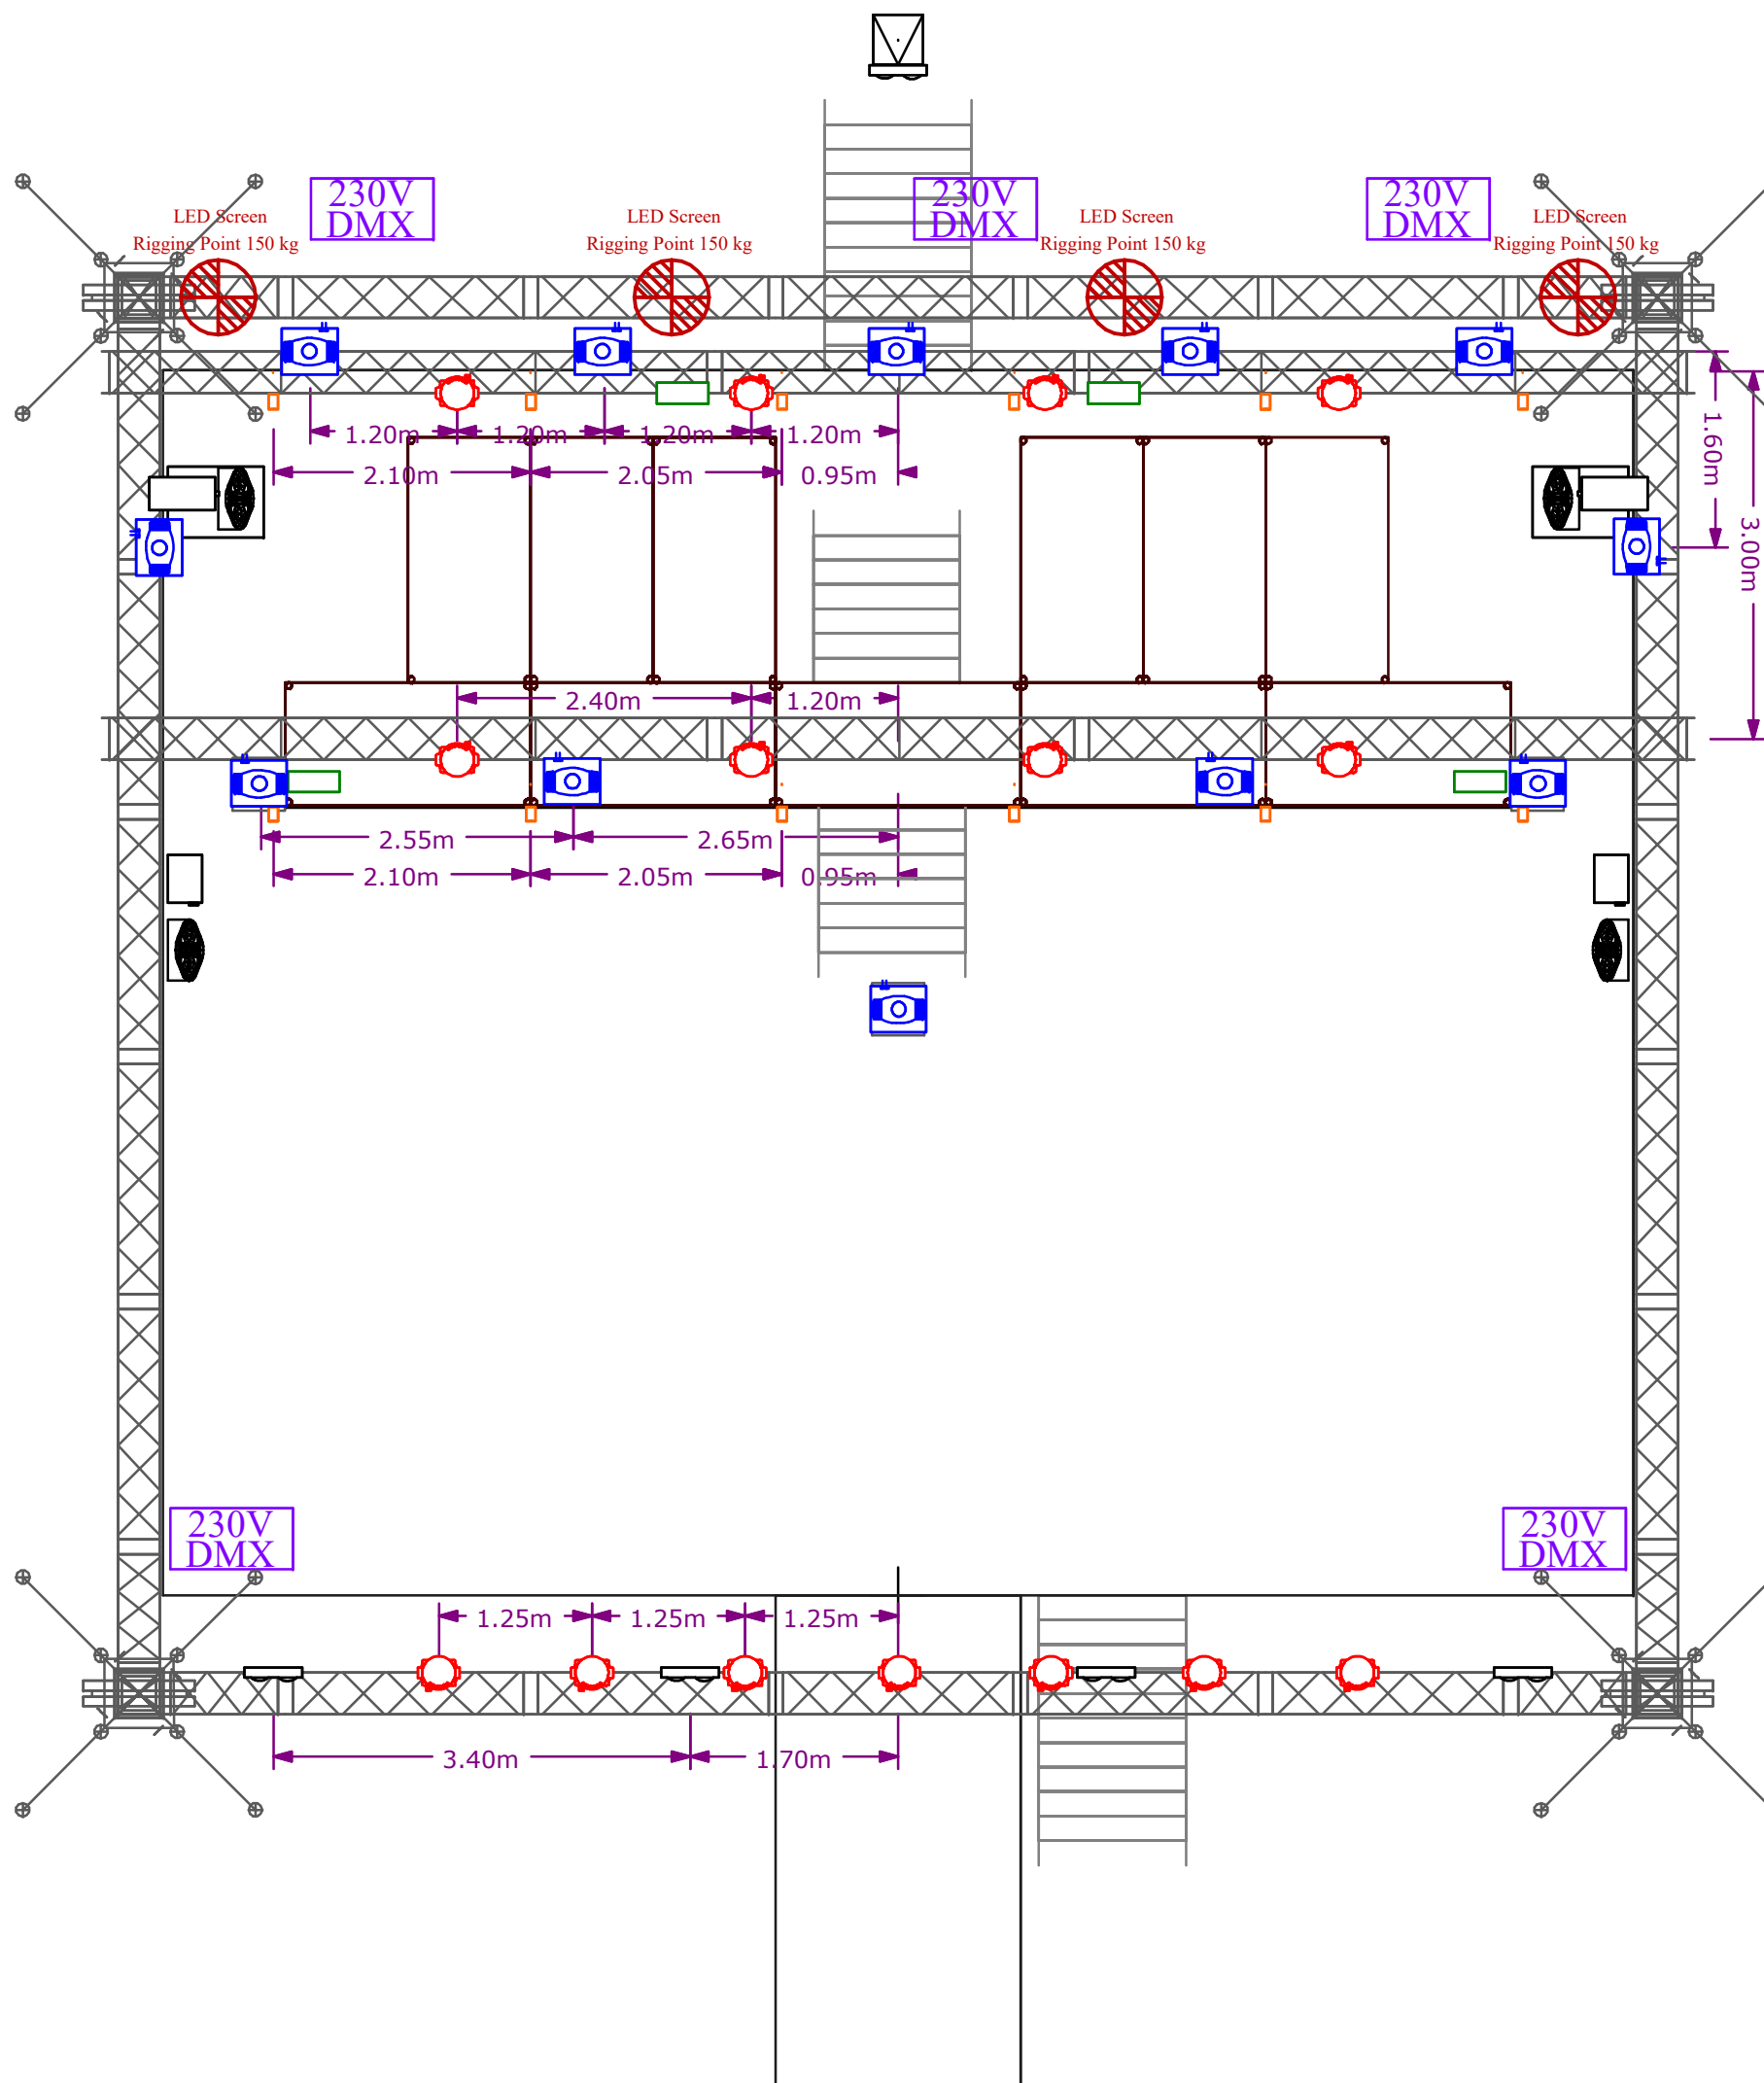 230V
DMX
230V
DMX
230V
DMX
LED Screen
Rigging Point 150 kg
LED Screen
Rigging Point 150 kg
LED Screen
Rigging Point 150 kg
LED Screen
Rigging Point 150 kg
1.20m
1.20m
1.20m
1.20m
2.10m
2.05m
0.95m
1.60m
3.00m
2.40m
1.20m
2.55m
2.65m
2.10m
2.05m
0.95m
230V
DMX
230V
DMX
1.25m
1.25m
1.25m
3.40m
1.70m